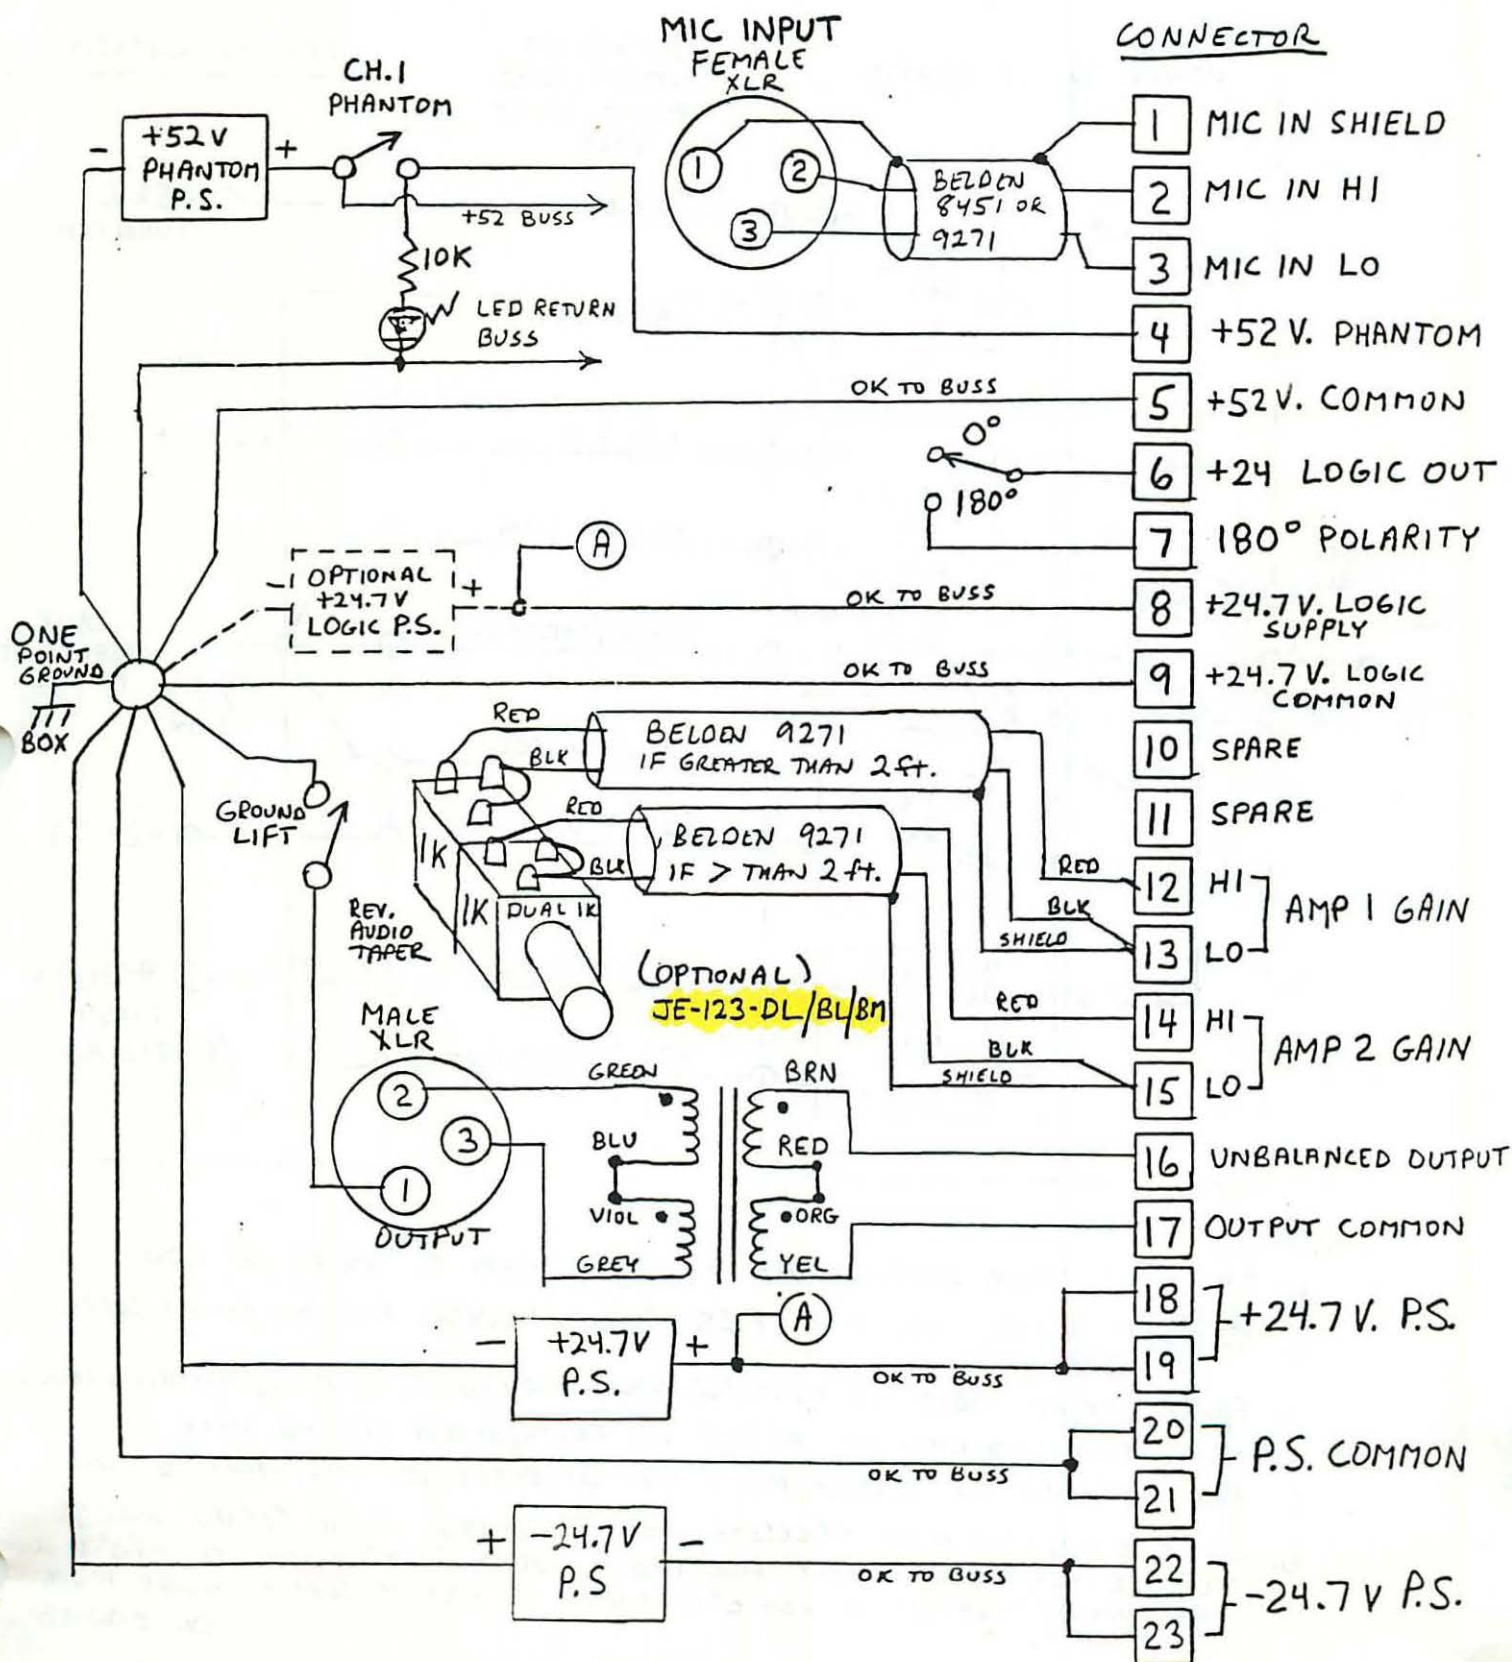 MIC INPUT
FEMALE
XLR
CONNECTOR
CH.1
PHANTOM
- +52V +
PHANTOM
P.S.
+52 BUSS
10K
LED RETURN
BUSS
1
2
3
BELDEN
8451 OR
9271
1 MIC IN SHIELD
2 MIC IN HI
3 MIC IN LO
4 +52 V. PHANTOM
OK TO BUSS
5 +52V. COMMON
0°
180°
6 +24 LOGIC OUT
7 180° POLARITY
A
- OPTIONAL +
+24.7V
LOGIC P.S.
OK TO BUSS
8 +24.7V. LOGIC
SUPPLY
ONE
POINT
GROUND
BOX
OK TO BUSS
9 +24.7V. LOGIC
COMMON
10 SPARE
11 SPARE
RED
BLK
BELDEN 9271
IF GREATER THAN 2ft.
GROUND
LIFT
RED
BLK
BELDEN 9271
IF > THAN 2ft.
1K
1K
DUAL 1K
REV.
AUDIO
TAPER
RED
BLK
SHIELD
12 HI
13 LO
AMP 1 GAIN
(OPTIONAL)
JE-123-DL/BL/BM
RED
BLK
SHIELD
14 HI
15 LO
AMP 2 GAIN
MALE
XLR
2
3
1
OUTPUT
GREEN
BLU
VIOL
GREY
BRN
RED
ORG
YEL
16 UNBALANCED OUTPUT
17 OUTPUT COMMON
A
- +24.7V +
P.S.
OK TO BUSS
18
19
+24.7V. P.S.
OK TO BUSS
20
21
P.S. COMMON
+ -24.7V -
P.S
OK TO BUSS
22
23
-24.7V P.S.